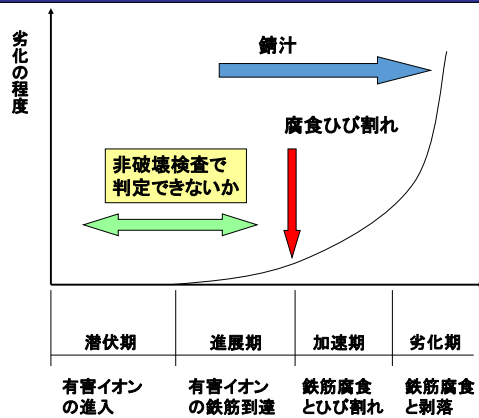 劣化の程度
錆汁
腐食ひび割れ
非破壊検査で
判定できないか
潜伏期
進展期
加速期
劣化期
有害イオン
の進入
有害イオン
の鉄筋到達
鉄筋腐食
とひび割れ
鉄筋腐食
と剥落